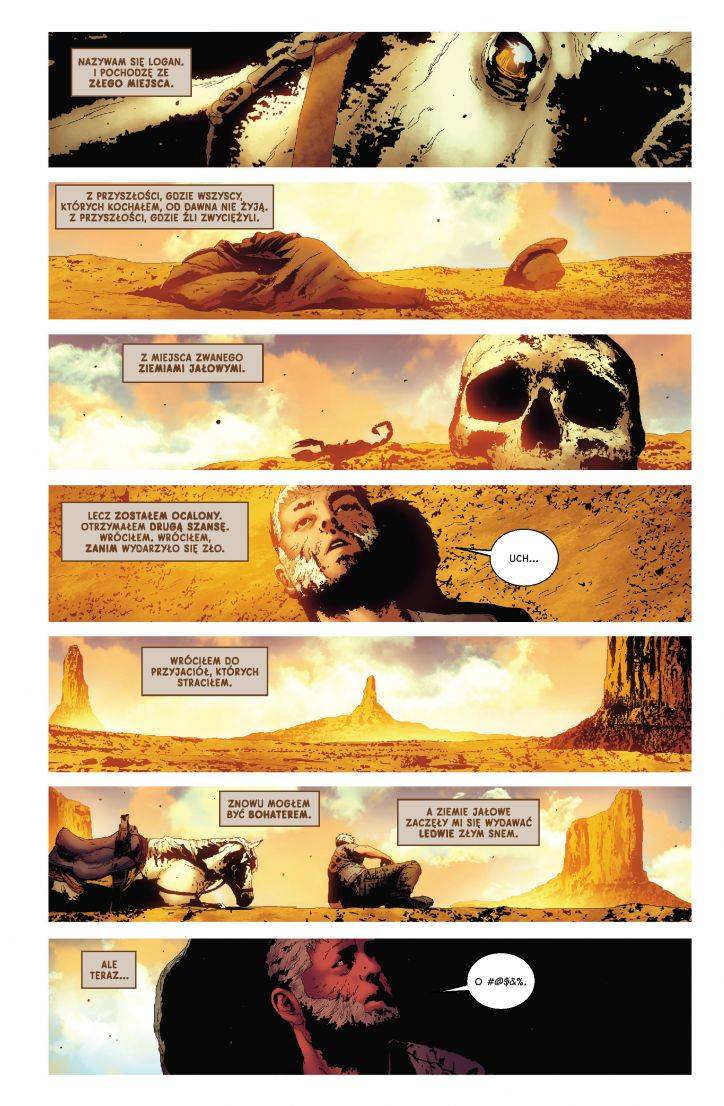 NAZYWAM SIĘ LOGAN.
I POCHODZĘ ZE
ZŁEGO MIEJSCA.
Z PRZYSZŁOŚCI, GDZIE WSZYSCY,
KTÓRYCH KOCHAŁEM, OD DAWNA NIE ŻYJĄ.
Z PRZYSZŁOŚCI, GDZIE ŹLI ZWYCIĘŻYLI.
Z MIEJSCA ZWANEGO
ZIEMIAMI JAŁOWYMI.
LECZ ZOSTAŁEM OCALONY.
OTRZYMAŁEM DRUGĄ SZANSĘ.
WRÓCIŁEM. WRÓCIŁEM,
ZANIM WYDARZYŁO SIĘ ZŁO.
UCH...
WRÓCIŁEM DO
PRZYJACIÓŁ, KTÓRYCH
STRACIŁEM.
ZNOWU MOGŁEM
BYĆ BOHATEREM.
A ZIEMIE JAŁOWE
ZACZĘŁY MI SIĘ WYDAWAĆ
LEDWIE ZŁYM SNEM.
ALE
TERAZ...
O #@$&%.